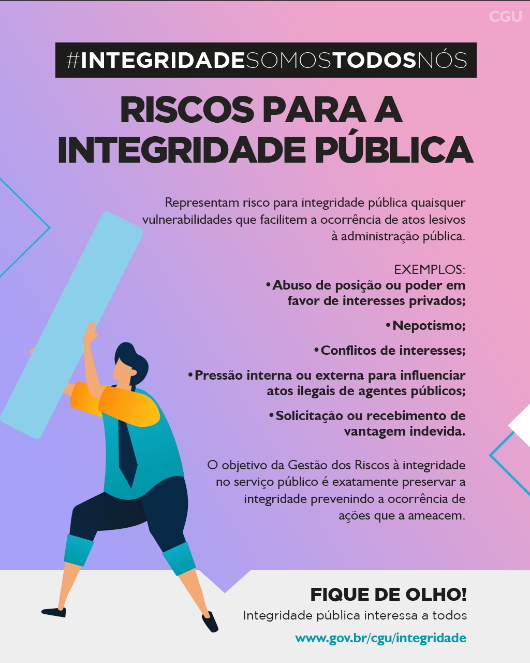 CGU
#INTEGRIDADESOMOSTODOSNÓS
RISCOS PARA A
INTEGRIDADE PÚBLICA
Representam risco para integridade pública quaisquer
vulnerabilidades que facilitem a ocorrência de atos lesivos
à administração pública.
EXEMPLOS:
•Abuso de posição ou poder em
favor de interesses privados;
•Nepotismo;
•Conflitos de interesses;
•Pressão interna ou externa para influenciar
atos ilegais de agentes públicos;
•Solicitação ou recebimento de
vantagem indevida.
O objetivo da Gestão dos Riscos à integridade
no serviço público é exatamente preservar a
integridade prevenindo a ocorrência de
ações que a ameacem.
FIQUE DE OLHO!
Integridade pública interessa a todos
www.gov.br/cgu/integridade